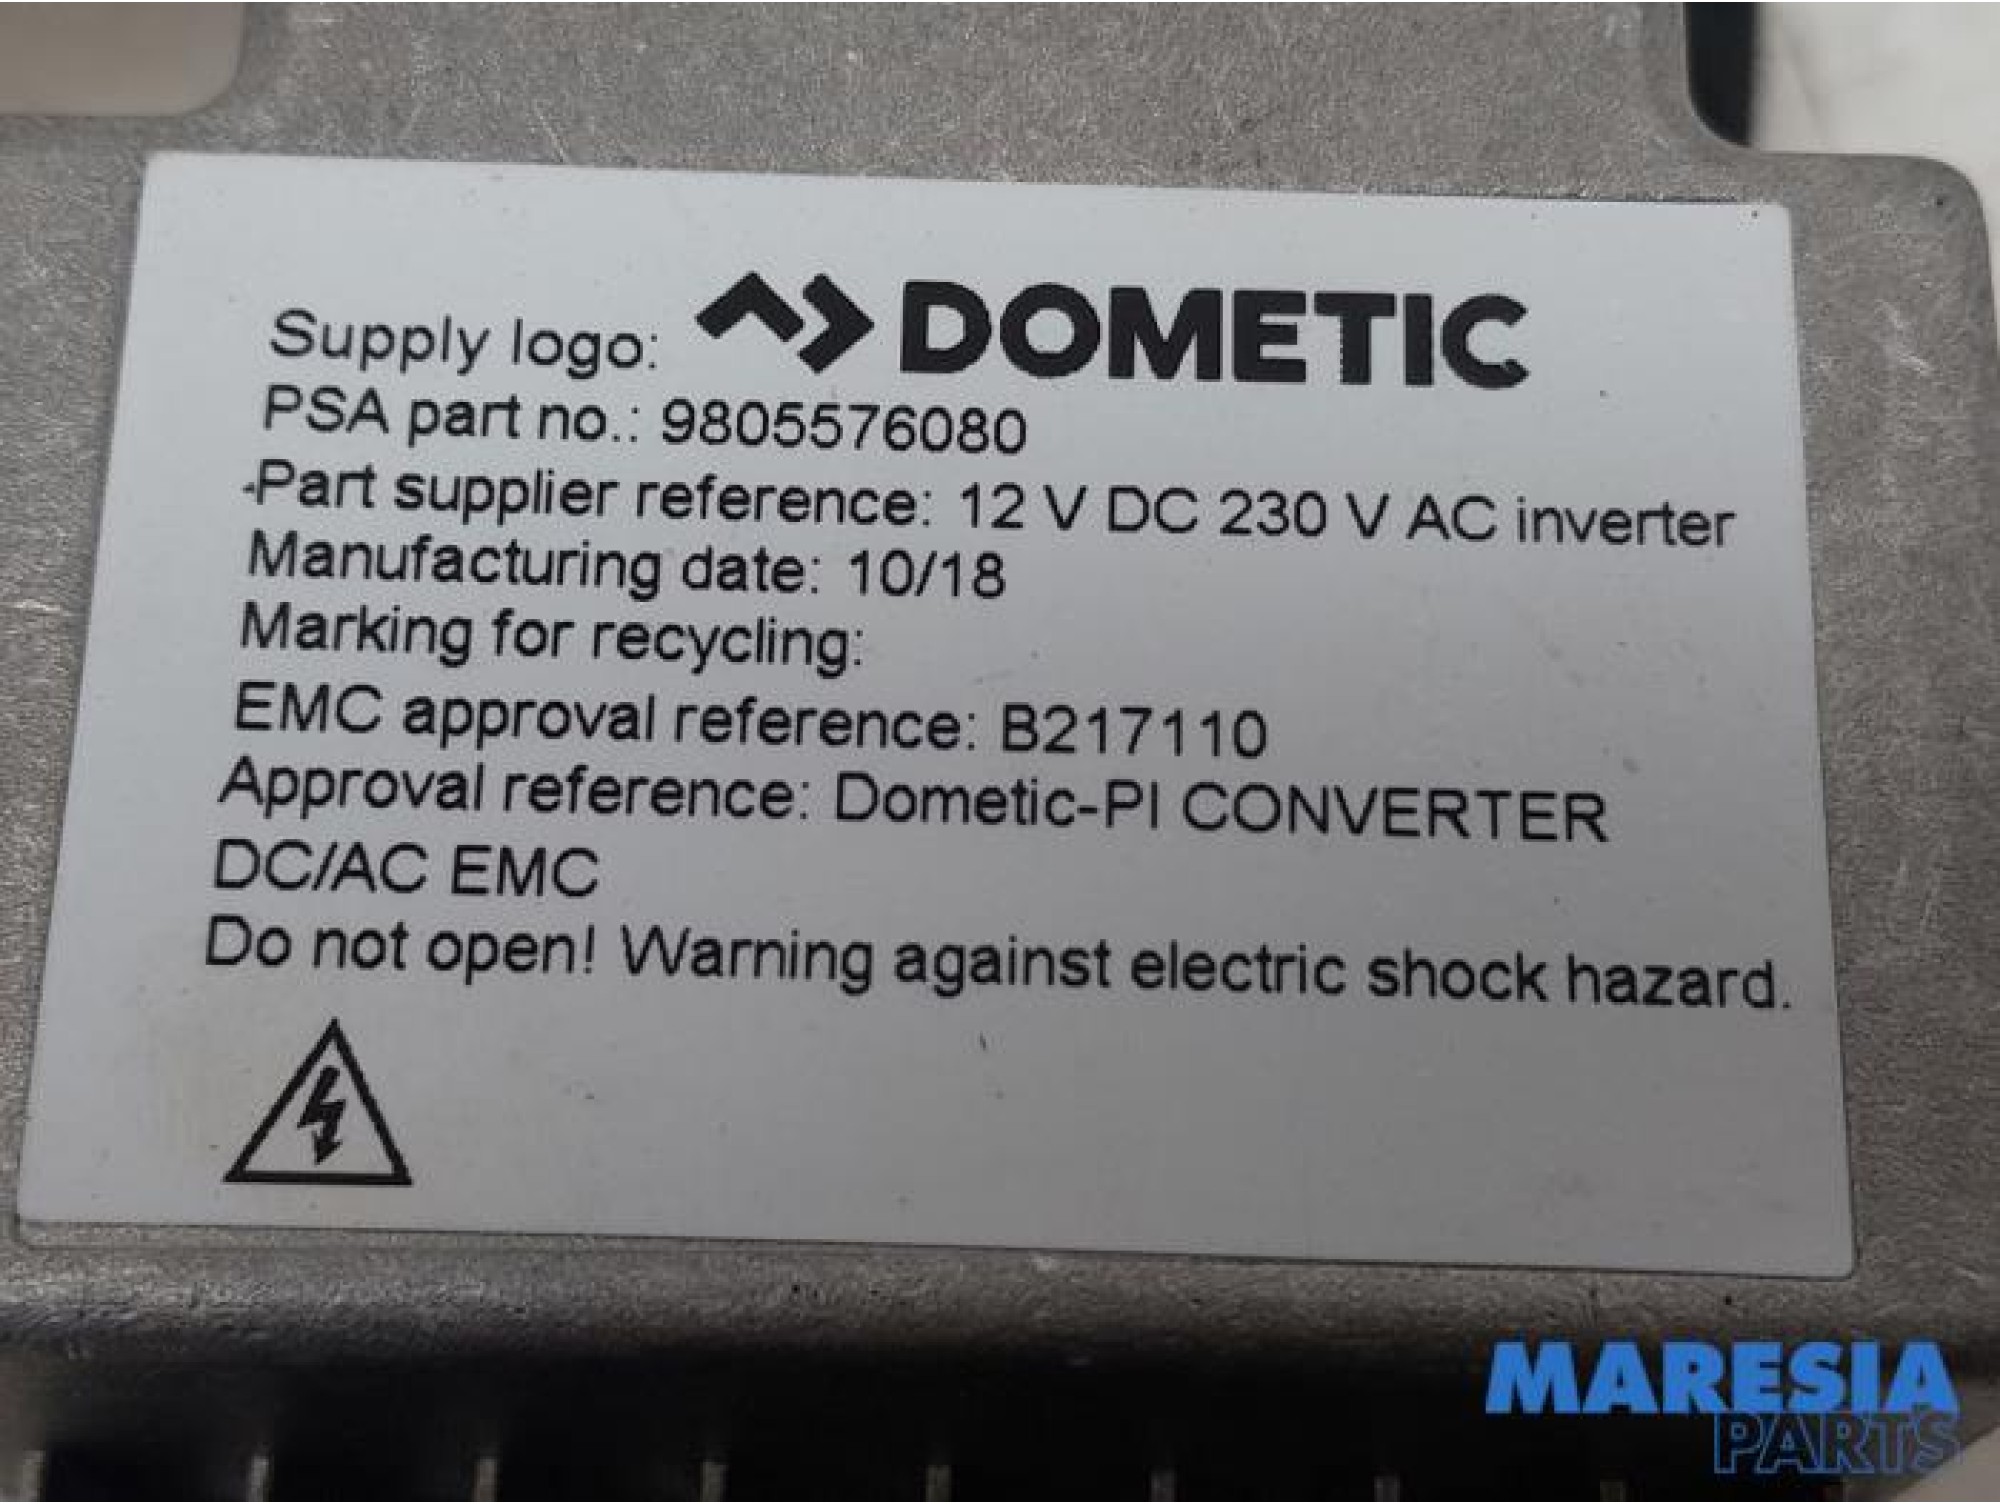 Supply logo: DOMETIC
PSA part no.: 9805576080
Part supplier reference: 12 V DC 230 V AC inverter
Manufacturing date: 10/18
Marking for recycling:
EMC approval reference: B217110
Approval reference: Dometic-PI CONVERTER
DC/AC EMC
Do not open! Warning against electric shock hazard.
MARESIA
PARTS